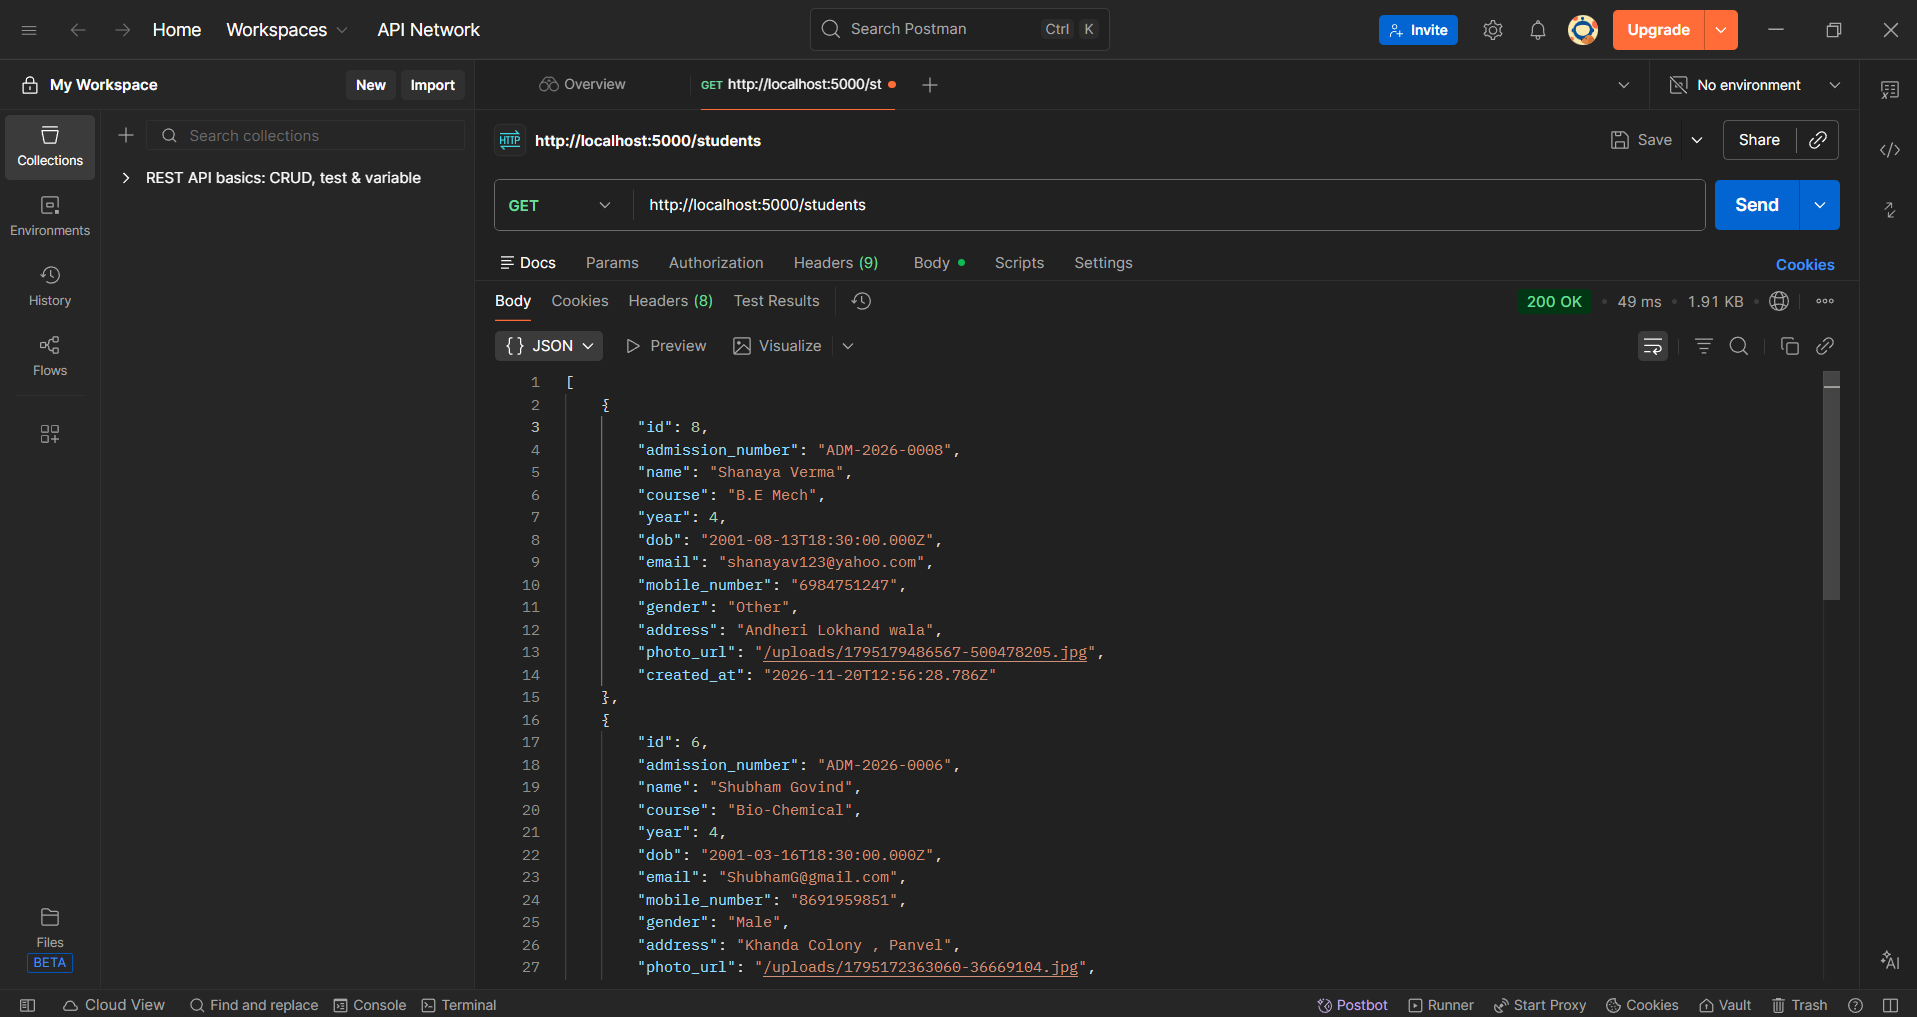 Home Workspaces API Network Search Postman Ctrl K Invite Upgrade
My Workspace New Import Overview GET http://localhost:5000/st No environment
Search collections
REST API basics: CRUD, test & variable
Collections
Environments
History
Flows
Files
BETA
HTTP http://localhost:5000/students Save Share
GET http://localhost:5000/students Send
Docs Params Authorization Headers (9) Body Scripts Settings Cookies
Body Cookies Headers (8) Test Results 200 OK 49 ms 1.91 KB
{} JSON Preview Visualize
1 [
2 {
3 "id": 8,
4 "admission_number": "ADM-2026-0008",
5 "name": "Shanaya Verma",
6 "course": "B.E Mech",
7 "year": 4,
8 "dob": "2001-08-13T18:30:00.000Z",
9 "email": "shanayav123@yahoo.com",
10 "mobile_number": "6984751247",
11 "gender": "Other",
12 "address": "Andheri Lokhand wala",
13 "photo_url": "/uploads/1795179486567-500478205.jpg",
14 "created_at": "2026-11-20T12:56:28.786Z"
15 },
16 {
17 "id": 6,
18 "admission_number": "ADM-2026-0006",
19 "name": "Shubham Govind",
20 "course": "Bio-Chemical",
21 "year": 4,
22 "dob": "2001-03-16T18:30:00.000Z",
23 "email": "ShubhamG@gmail.com",
24 "mobile_number": "8691959851",
25 "gender": "Male",
26 "address": "Khanda Colony , Panvel",
27 "photo_url": "/uploads/1795172363060-36669104.jpg",
AI
Cloud View Find and replace Console Terminal Postbot Runner Start Proxy Cookies Vault Trash